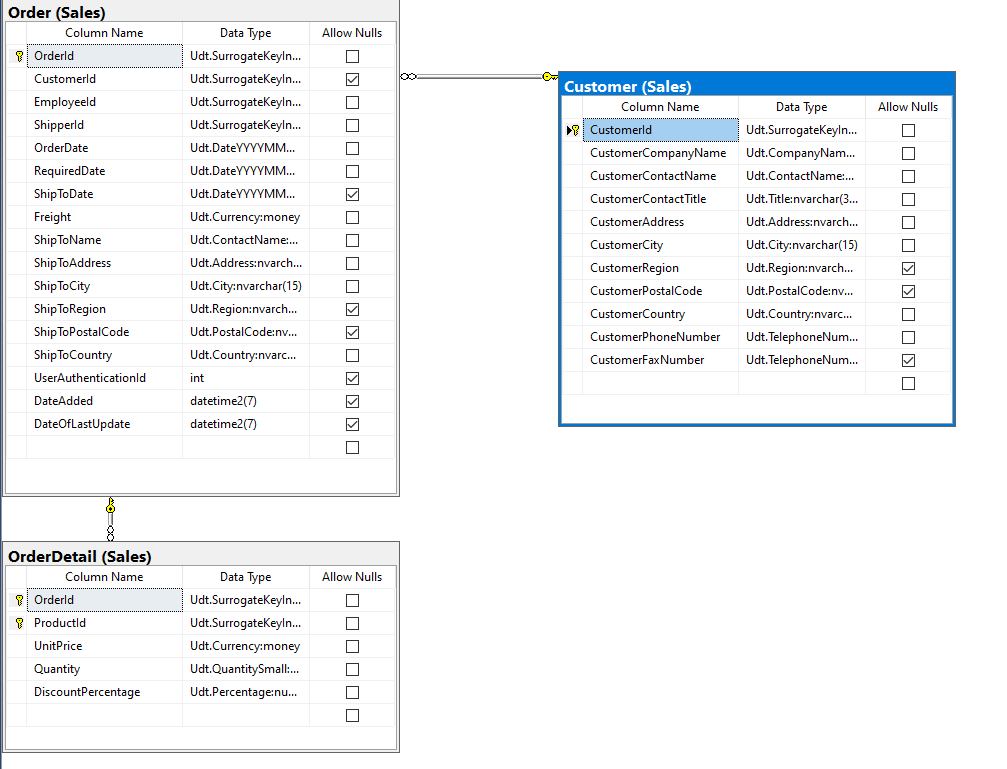 Order (Sales)
Column Name Data Type Allow Nulls
OrderId Udt.SurrogateKeyIn...
CustomerId Udt.SurrogateKeyIn...
EmployeeId Udt.SurrogateKeyIn...
ShipperId Udt.SurrogateKeyIn...
OrderDate Udt.DateYYYYMM...
RequiredDate Udt.DateYYYYMM...
ShipToDate Udt.DateYYYYMM...
Freight Udt.Currency:money
ShipToName Udt.ContactName:...
ShipToAddress Udt.Address:nvarch...
ShipToCity Udt.City:nvarchar(15)
ShipToRegion Udt.Region:nvarch...
ShipToPostalCode Udt.PostalCode:nv...
ShipToCountry Udt.Country:nvarc...
UserAuthenticationId int
DateAdded datetime2(7)
DateOfLastUpdate datetime2(7)
Customer (Sales)
Column Name Data Type Allow Nulls
CustomerId Udt.SurrogateKeyIn...
CustomerCompanyName Udt.CompanyNam...
CustomerContactName Udt.ContactName:...
CustomerContactTitle Udt.Title:nvarchar(3...
CustomerAddress Udt.Address:nvarch...
CustomerCity Udt.City:nvarchar(15)
CustomerRegion Udt.Region:nvarch...
CustomerPostalCode Udt.PostalCode:nv...
CustomerCountry Udt.Country:nvarc...
CustomerPhoneNumber Udt.TelephoneNum...
CustomerFaxNumber Udt.TelephoneNum...
OrderDetail (Sales)
Column Name Data Type Allow Nulls
OrderId Udt.SurrogateKeyIn...
ProductId Udt.SurrogateKeyIn...
UnitPrice Udt.Currency:money
Quantity Udt.QuantitySmall:...
DiscountPercentage Udt.Percentage:nu...